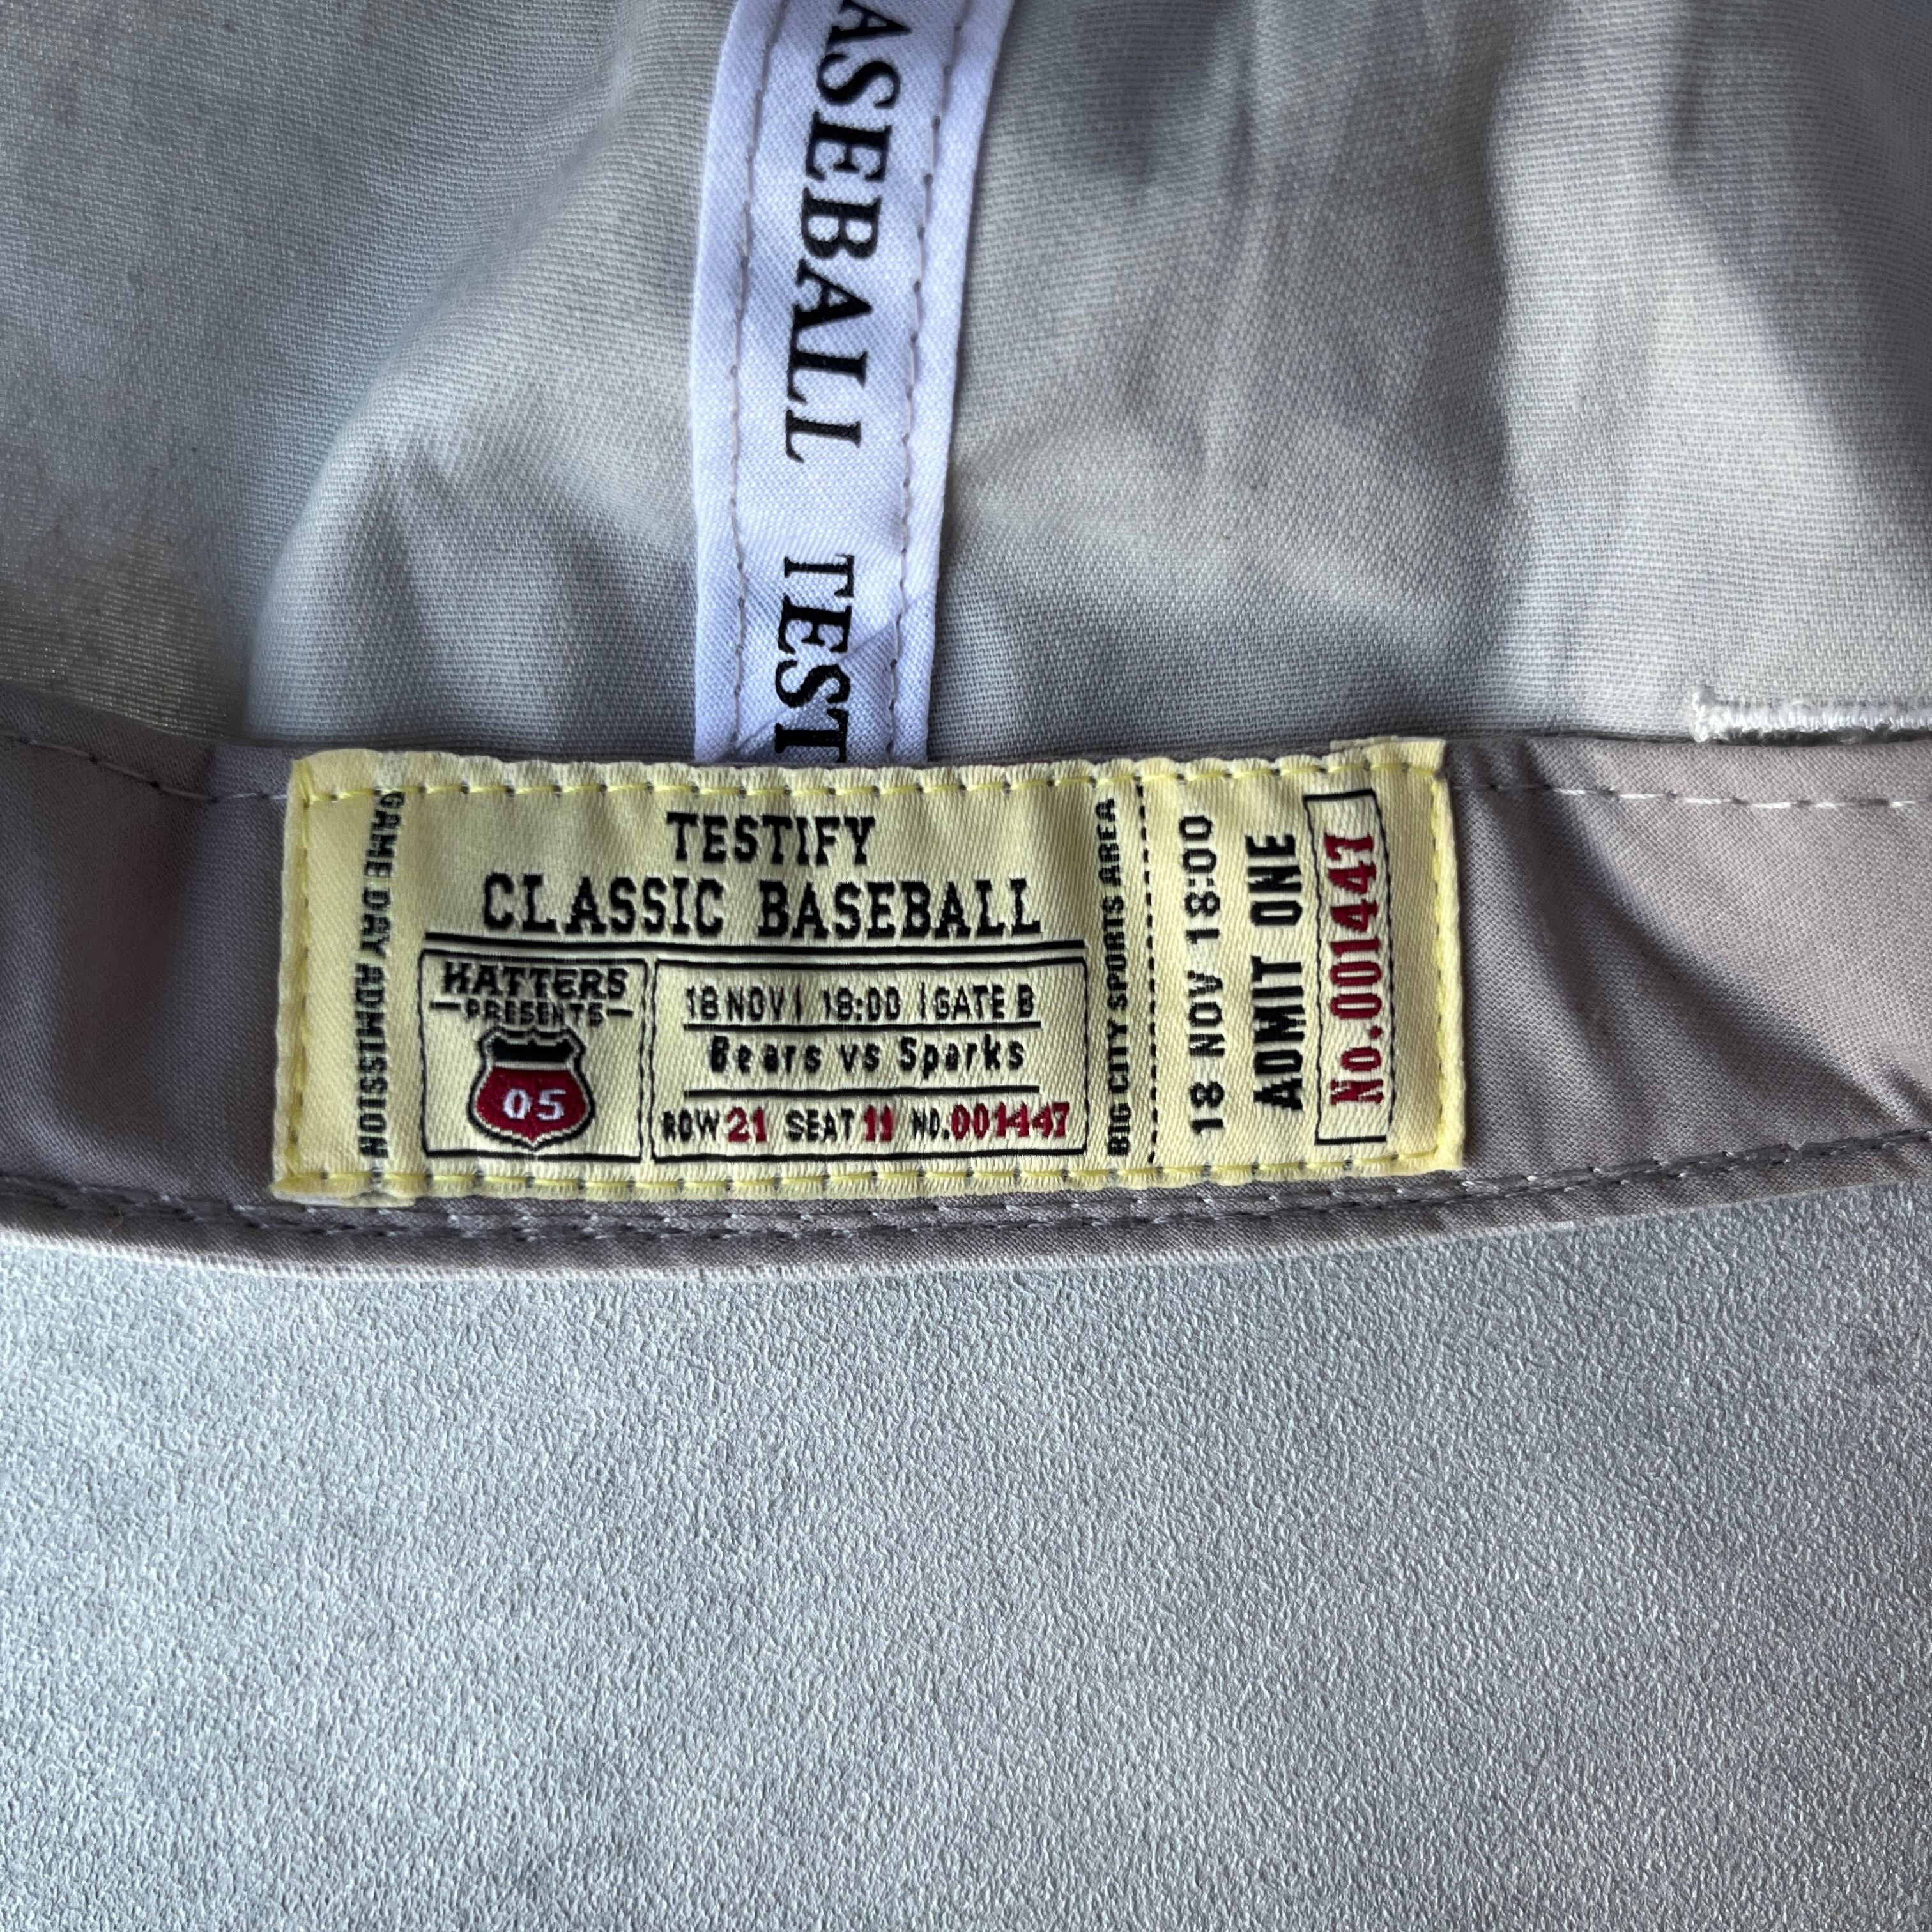 ASEBALL TEST
GAME DAY ADMISSION
TESTIFY
CLASSIC BASEBALL
HATTERS
PRESENTS
05
18 NOV | 18:00 | GATE B
Bears vs Sparks
ROW 21 SEAT 11 NO.001447
BIG CITY SPORTS AREA
18 NOV 18:00
ADMIT ONE
No.001447